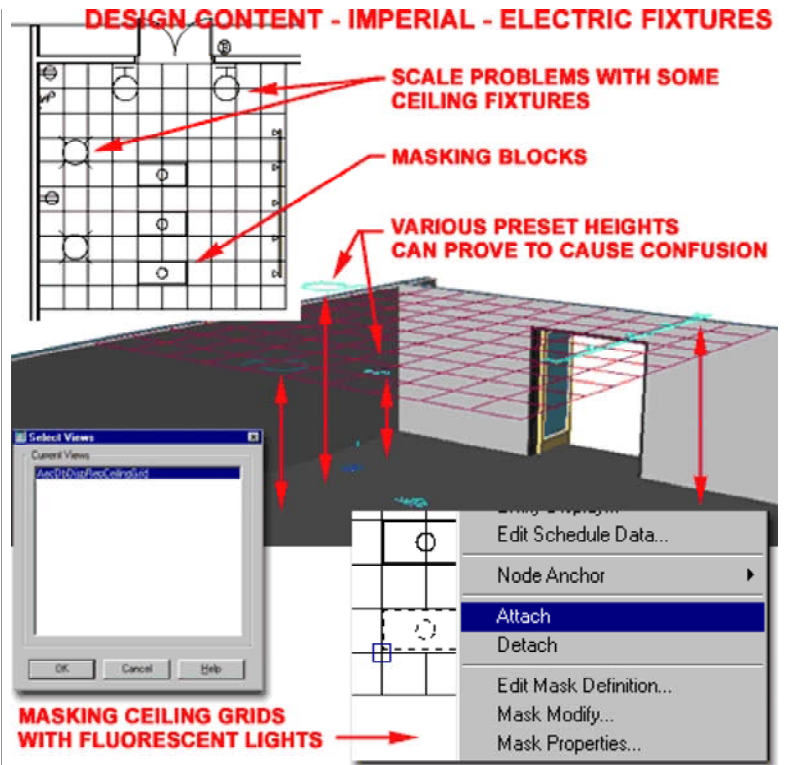 DESIGN CONTENT - IMPERIAL - ELECTRIC FIXTURES
SCALE PROBLEMS WITH SOME
CEILING FIXTURES
MASKING BLOCKS
VARIOUS PRESET HEIGHTS
CAN PROVE TO CAUSE CONFUSION
Select Views
Current Views
AecDbDispRepCeilingGrid
OK Cancel Help
Entity Display...
Edit Schedule Data...
Node Anchor
Attach
Detach
Edit Mask Definition...
Mask Modify...
Mask Properties...
MASKING CEILING GRIDS
WITH FLUORESCENT LIGHTS